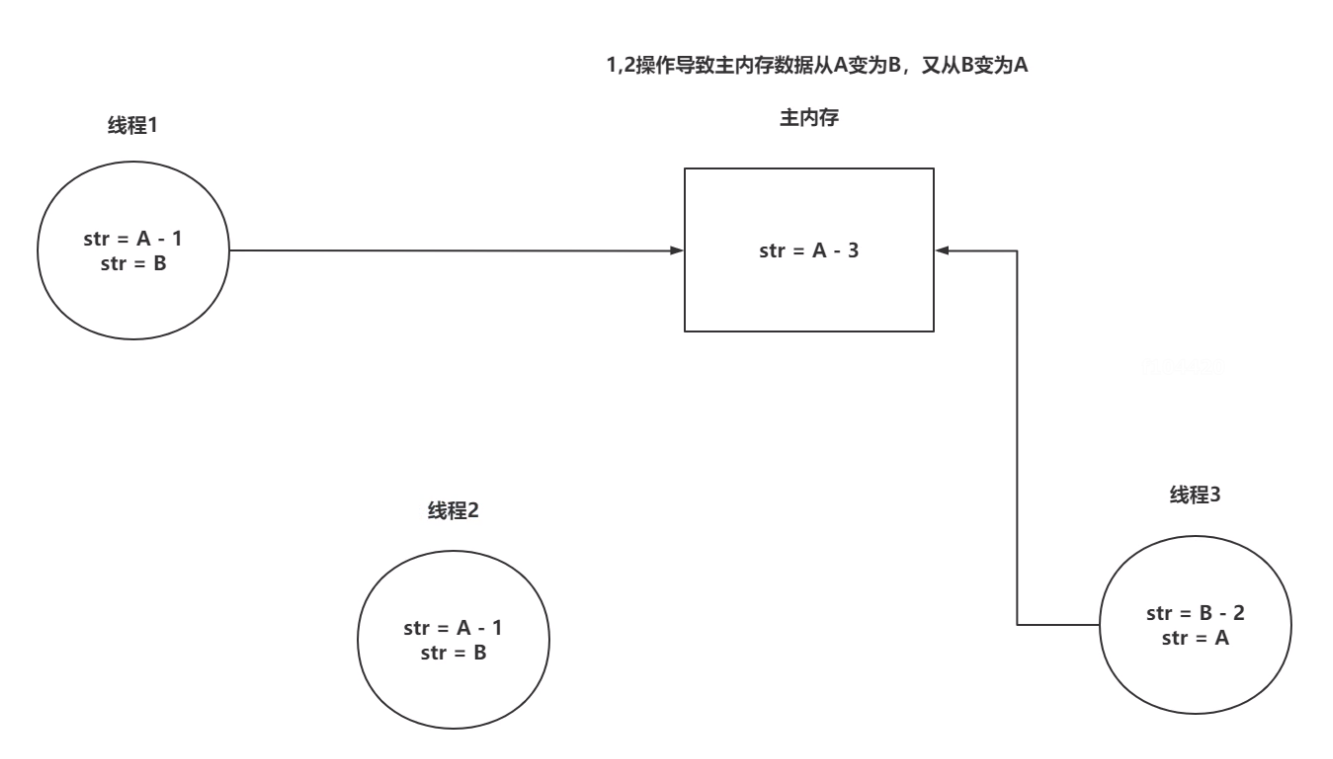 1,2操作导致主内存数据从A变为B，又从B变为A
主内存
线程1
str = A - 1
str = B
str = A - 3
线程2
str = A - 1
str = B
线程3
str = B - 2
str = A